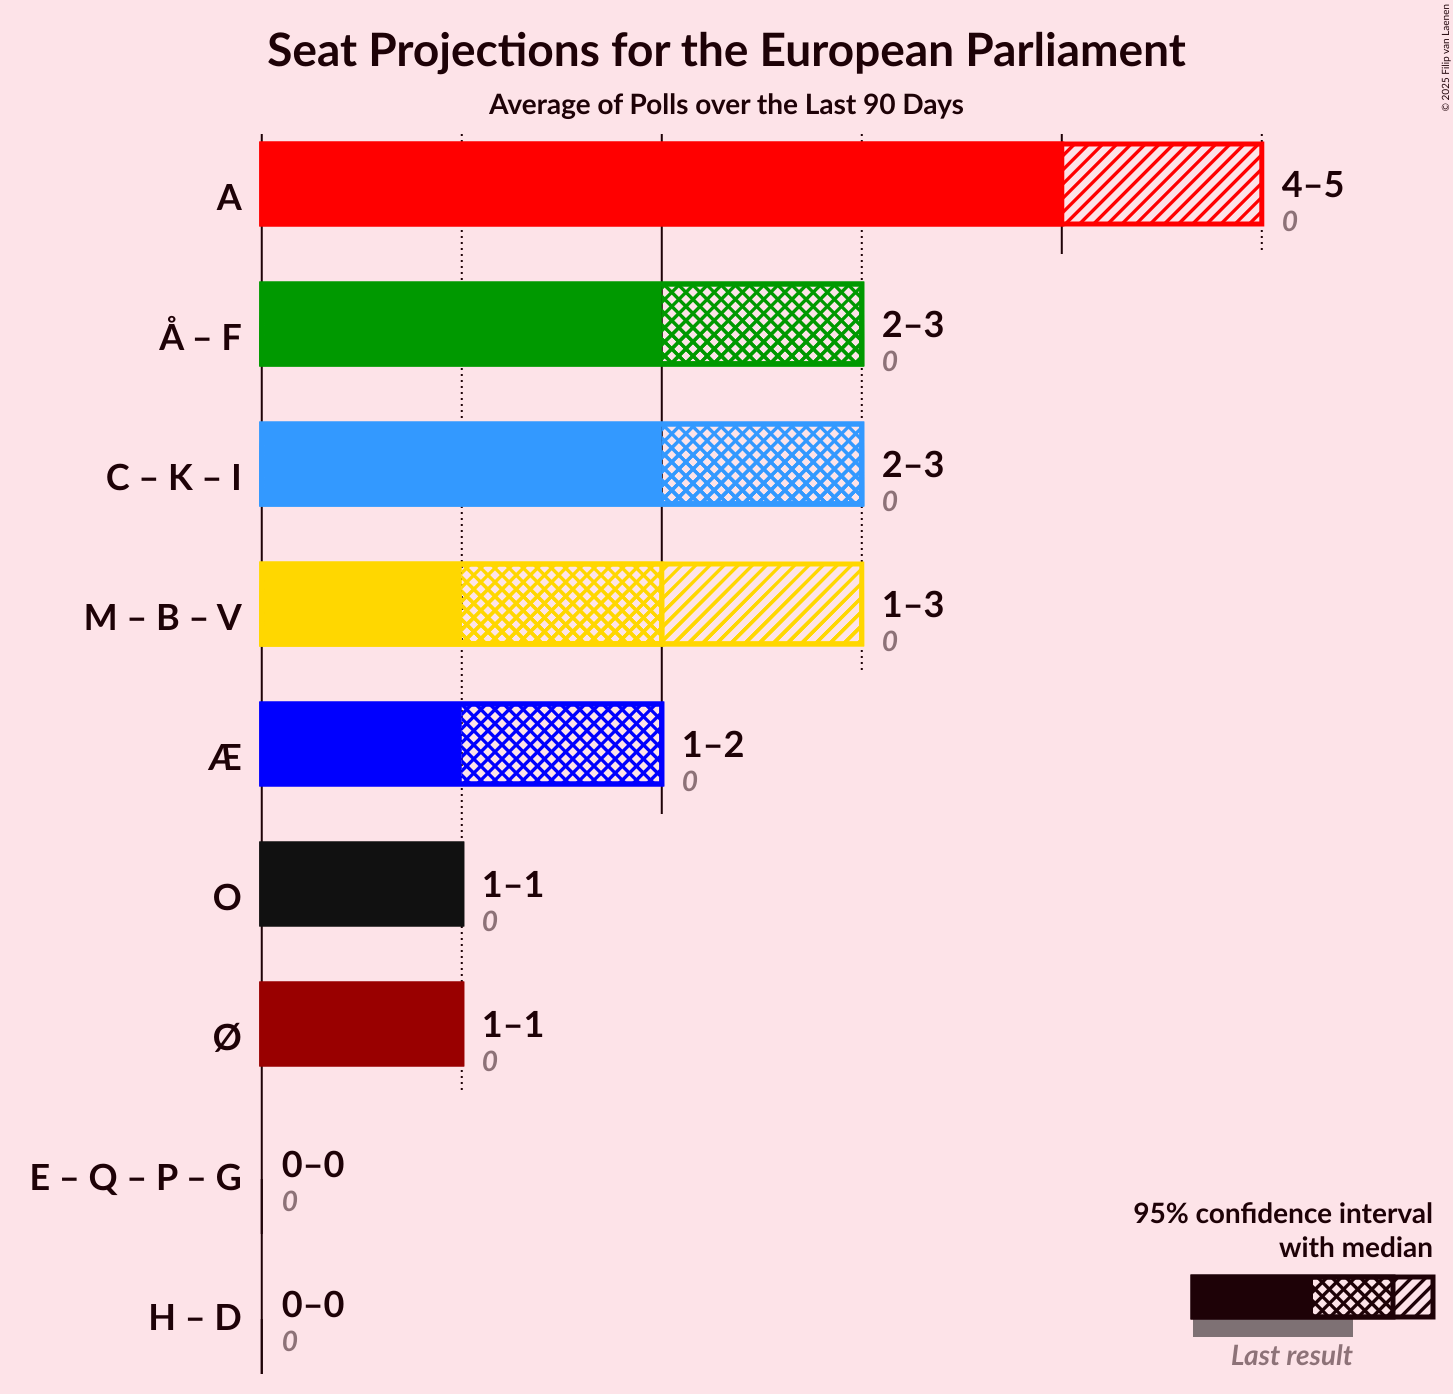 Seat Projections for the European Parliament
Average of Polls over the Last 90 Days
© 2025 Filip van Laenen
A
4–5
0
Å – F
2–3
0
C – K – I
2–3
0
M – B – V
1–3
0
Æ
1–2
0
O
1–1
0
Ø
1–1
0
E – Q – P – G
0–0
0
H – D
0–0
0
95% confidence interval
with median
Last result